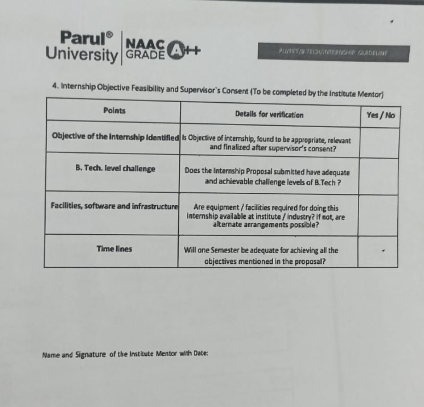 Parul® NAAC
University GRADE A++
4. Internship Objective Feasibility and Supervisor's Consent (To be completed by the Institute Mentor)
Points Details for verification Yes / No
Objective of the Internship Identified Is Objective of internship, found to be appropriate, relevant
and finalized after supervisor's consent?
B. Tech. level challenge Does the Internship Proposal submitted have adequate
and achievable challenge levels of B.Tech ?
Facilities, software and infrastructure Are equipment / facilities required for doing this
internship available at institute / industry? If not, are
alternate arrangements possible?
Time lines Will one Semester be adequate for achieving all the
objectives mentioned in the proposal?
Name and Signature of the Institute Mentor with Date: